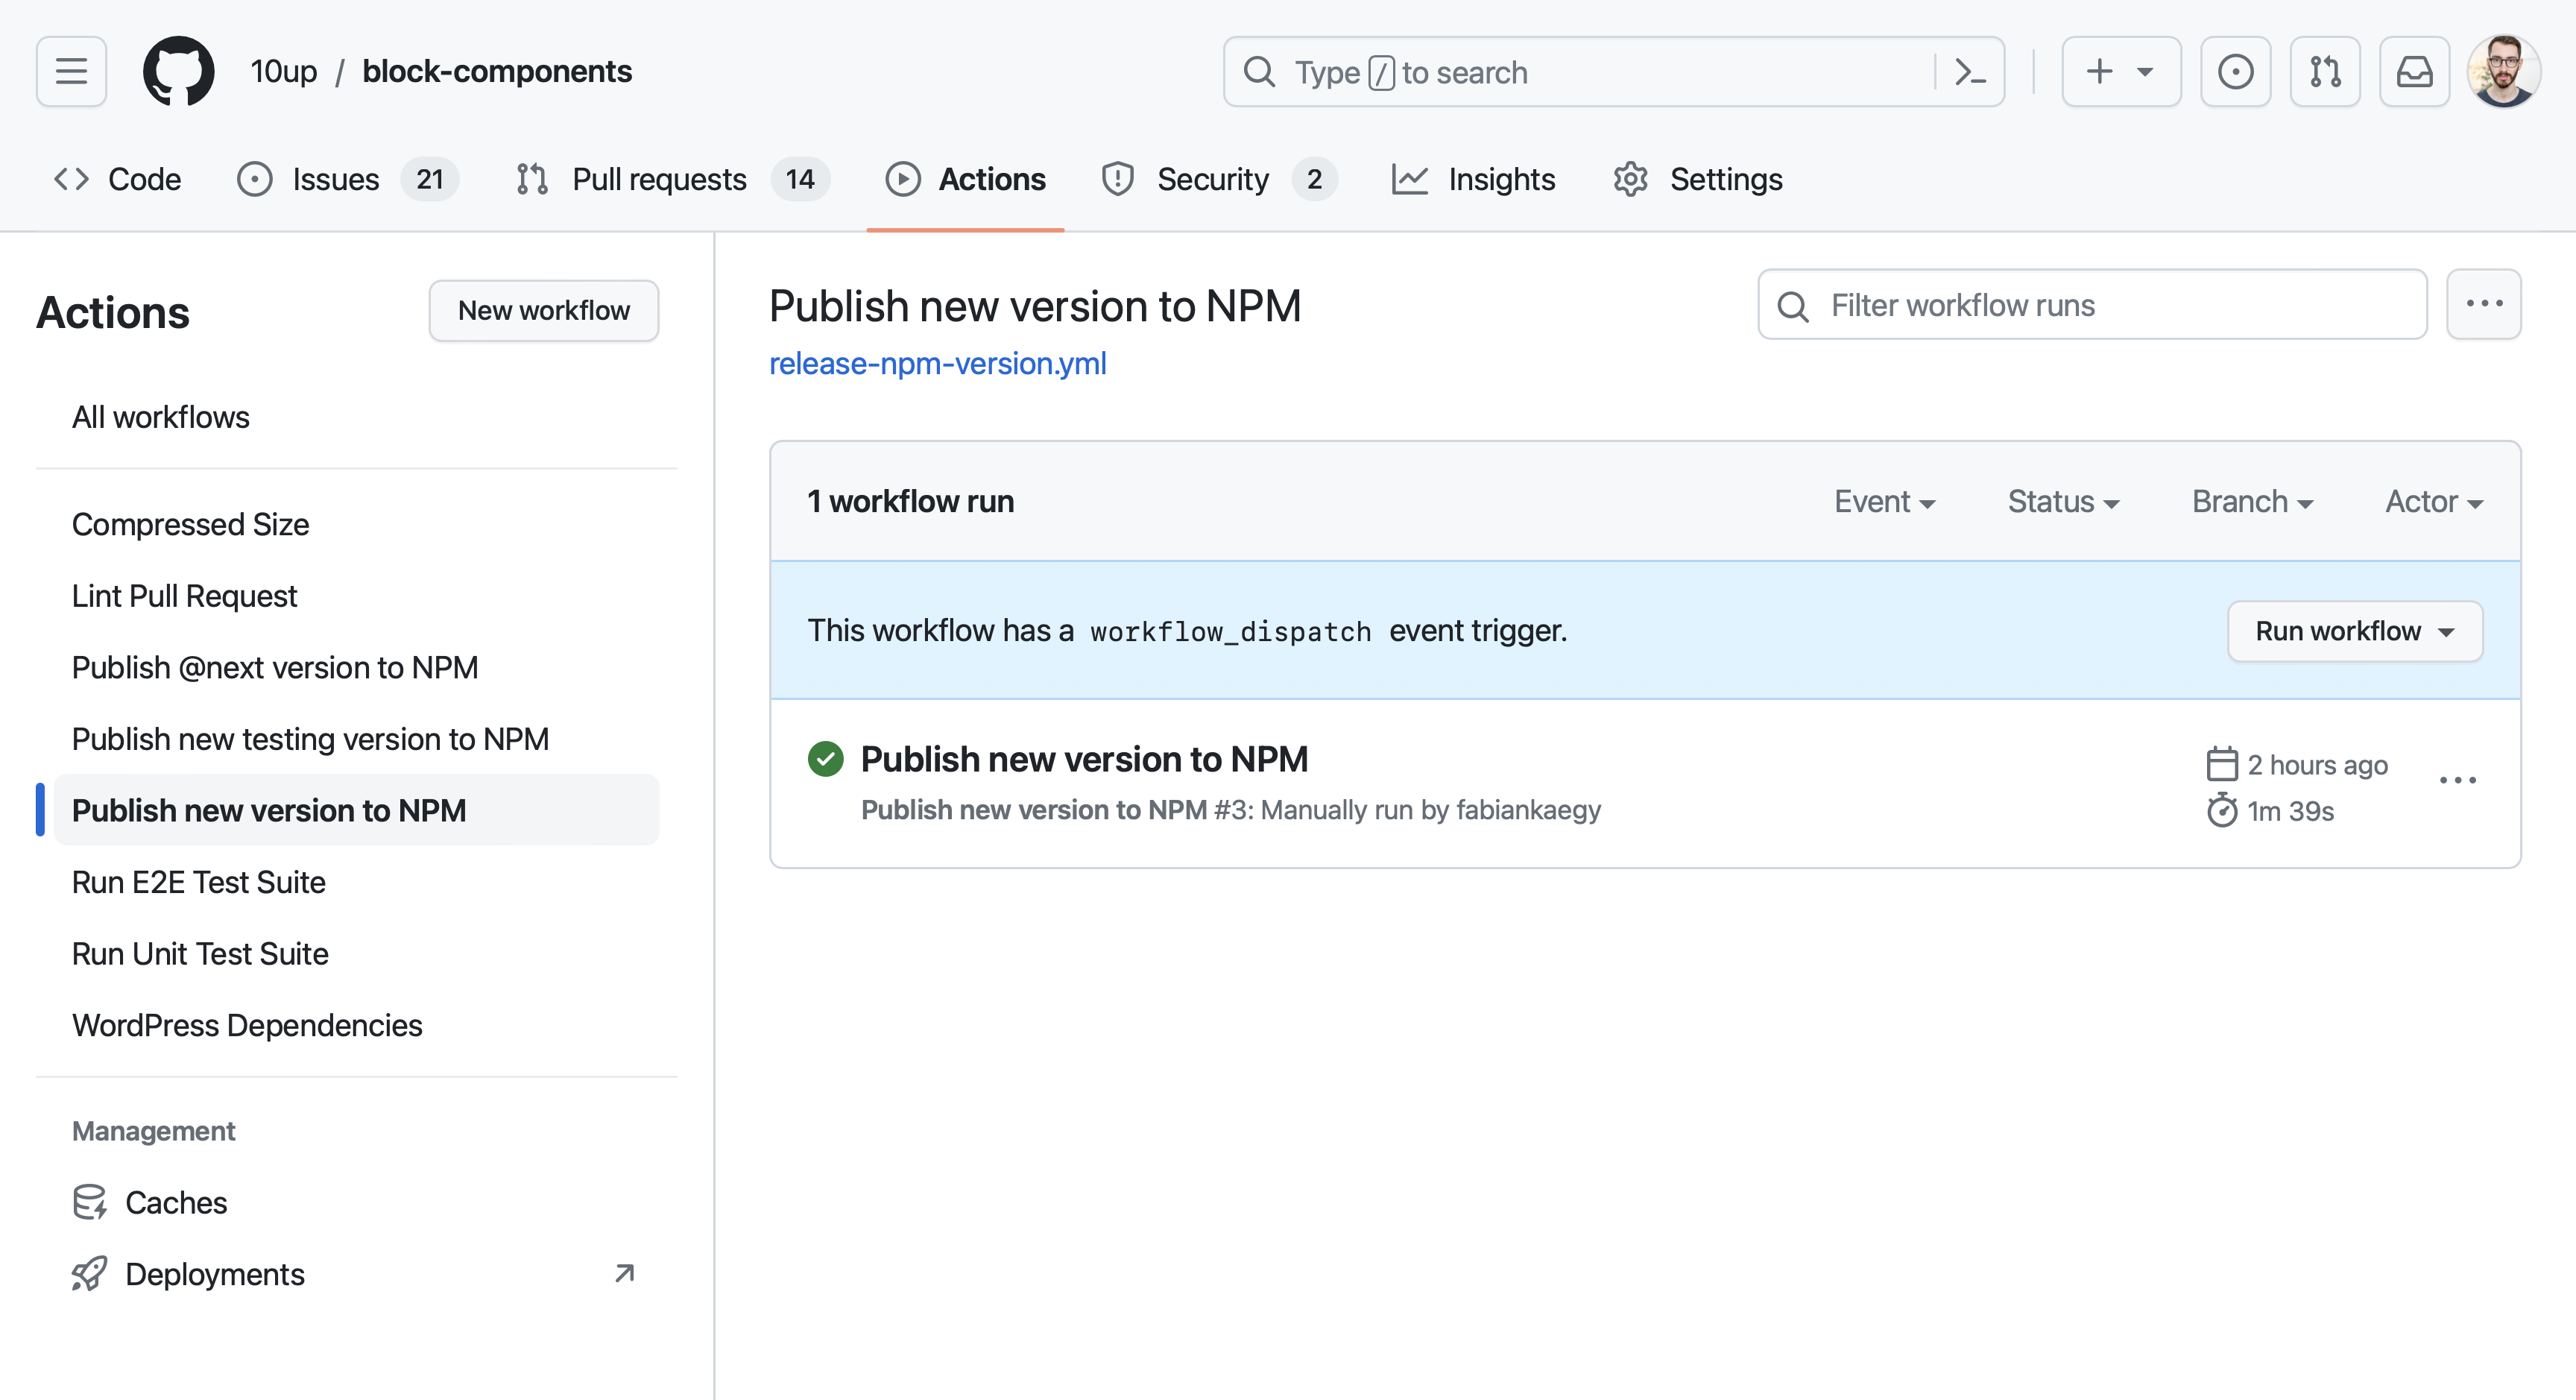 10up / block-components
Type / to search
Code
Issues 21
Pull requests 14
Actions
Security 2
Insights
Settings
Actions
New workflow
All workflows
Compressed Size
Lint Pull Request
Publish @next version to NPM
Publish new testing version to NPM
Publish new version to NPM
Run E2E Test Suite
Run Unit Test Suite
WordPress Dependencies
Management
Caches
Deployments
Publish new version to NPM
release-npm-version.yml
Filter workflow runs
1 workflow run
Event
Status
Branch
Actor
This workflow has a workflow_dispatch event trigger.
Run workflow
Publish new version to NPM
Publish new version to NPM #3: Manually run by fabiankaegy
2 hours ago
1m 39s